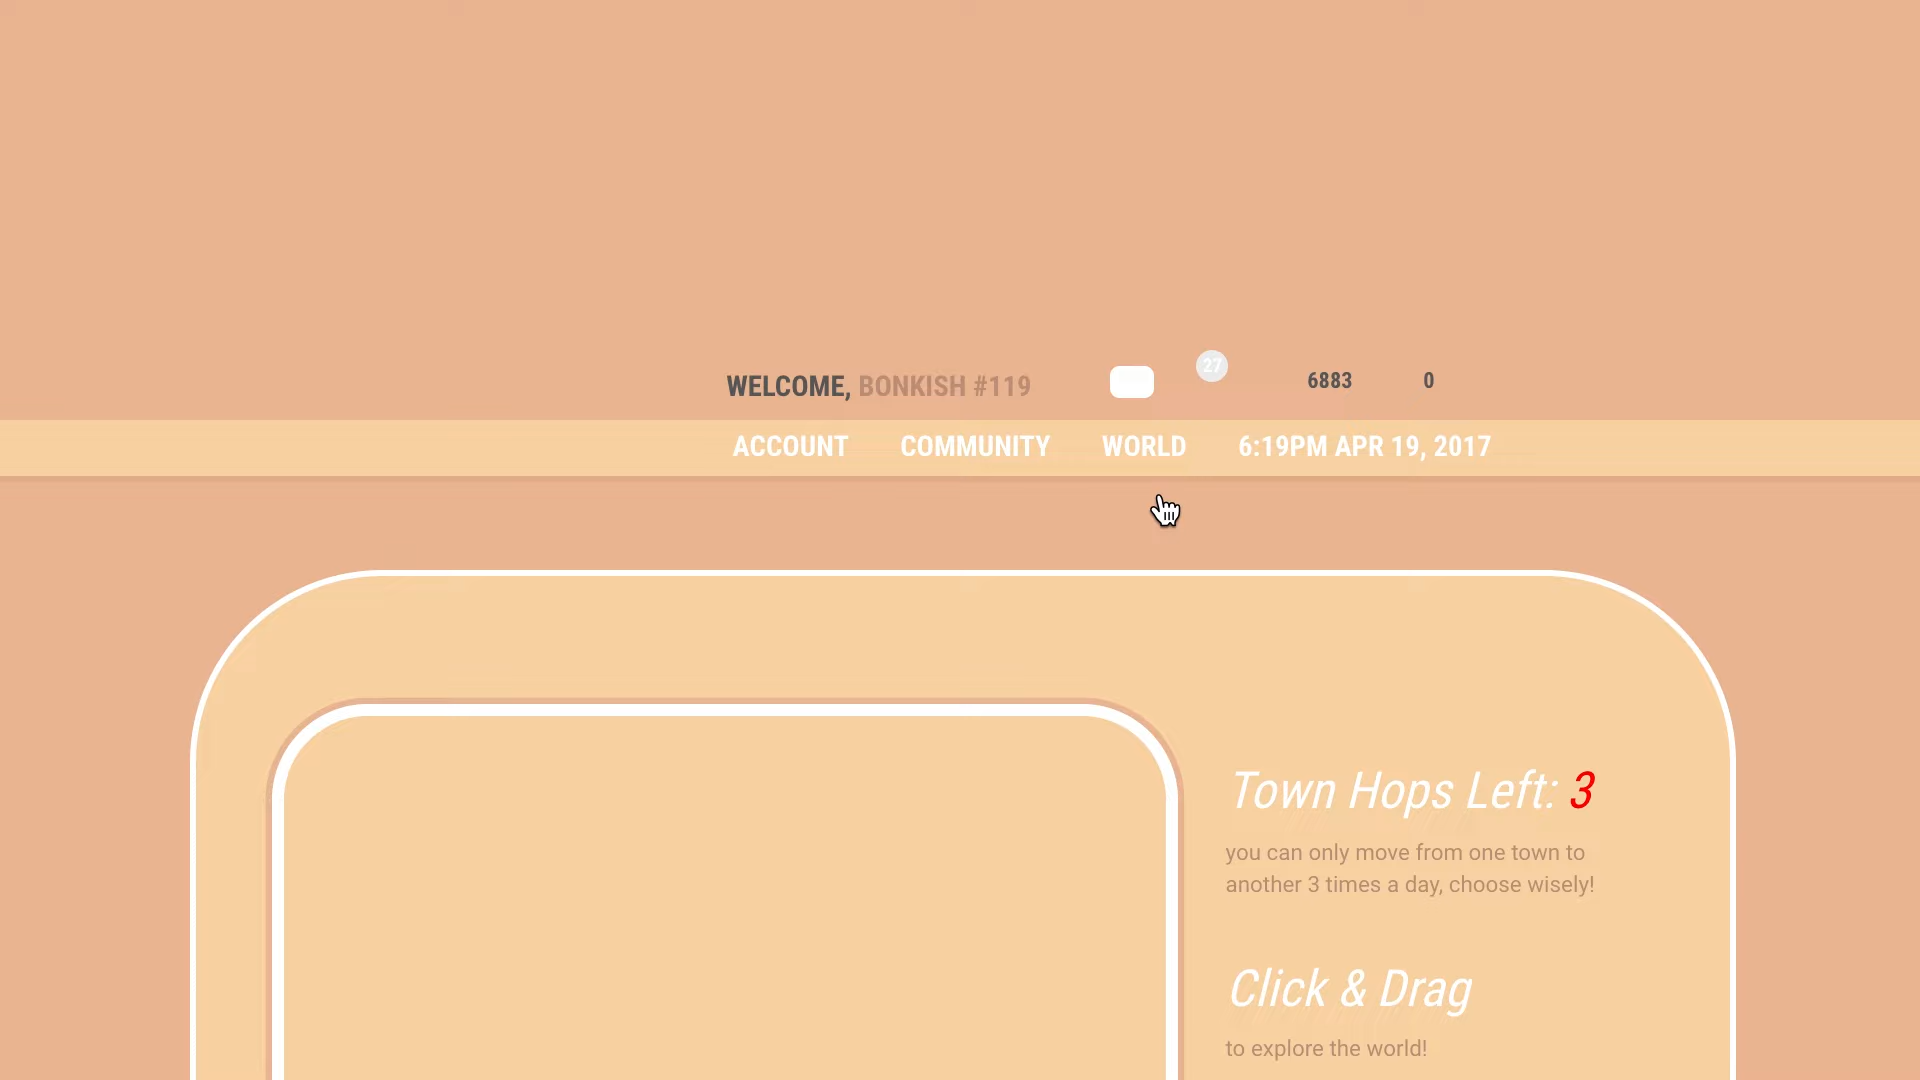 WELCOME, BONKISH #119
27
6883
0
ACCOUNT COMMUNITY WORLD 6:19PM APR 19, 2017
Town Hops Left: 3
you can only move from one town to
another 3 times a day, choose wisely!
Click & Drag
to explore the world!